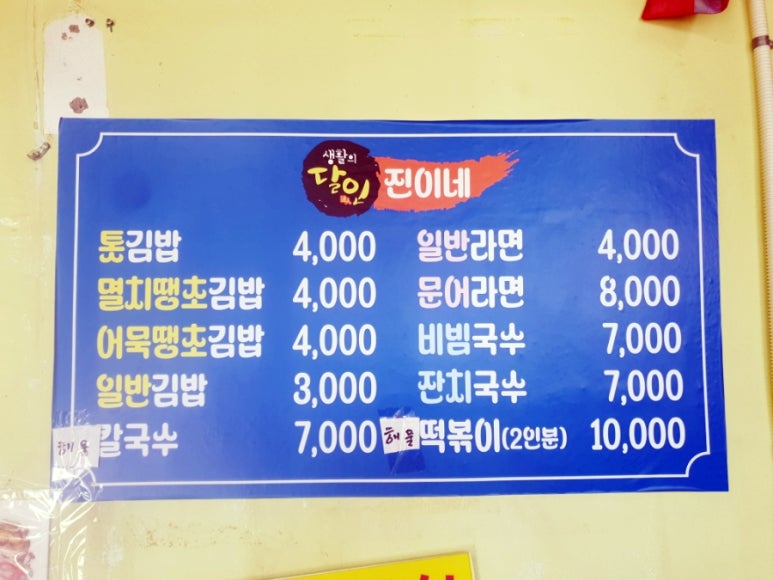 생활의
달인 찐이네
톳김밥 4,000
멸치땡초김밥 4,000
어묵땡초김밥 4,000
일반김밥 3,000
해물 칼국수 7,000
일반라면 4,000
문어라면 8,000
비빔국수 7,000
잔치국수 7,000
해물 떡볶이(2인분) 10,000